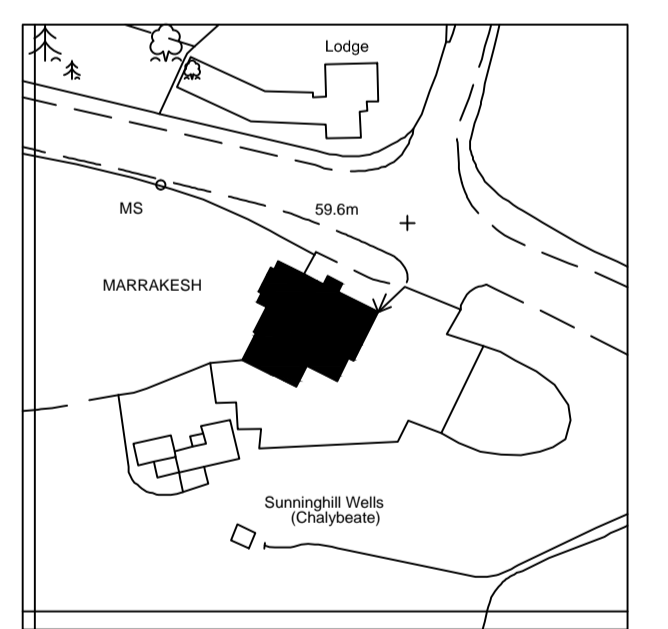 Lodge
MS
59.6m
MARRAKESH
Sunninghill Wells
(Chalybeate)